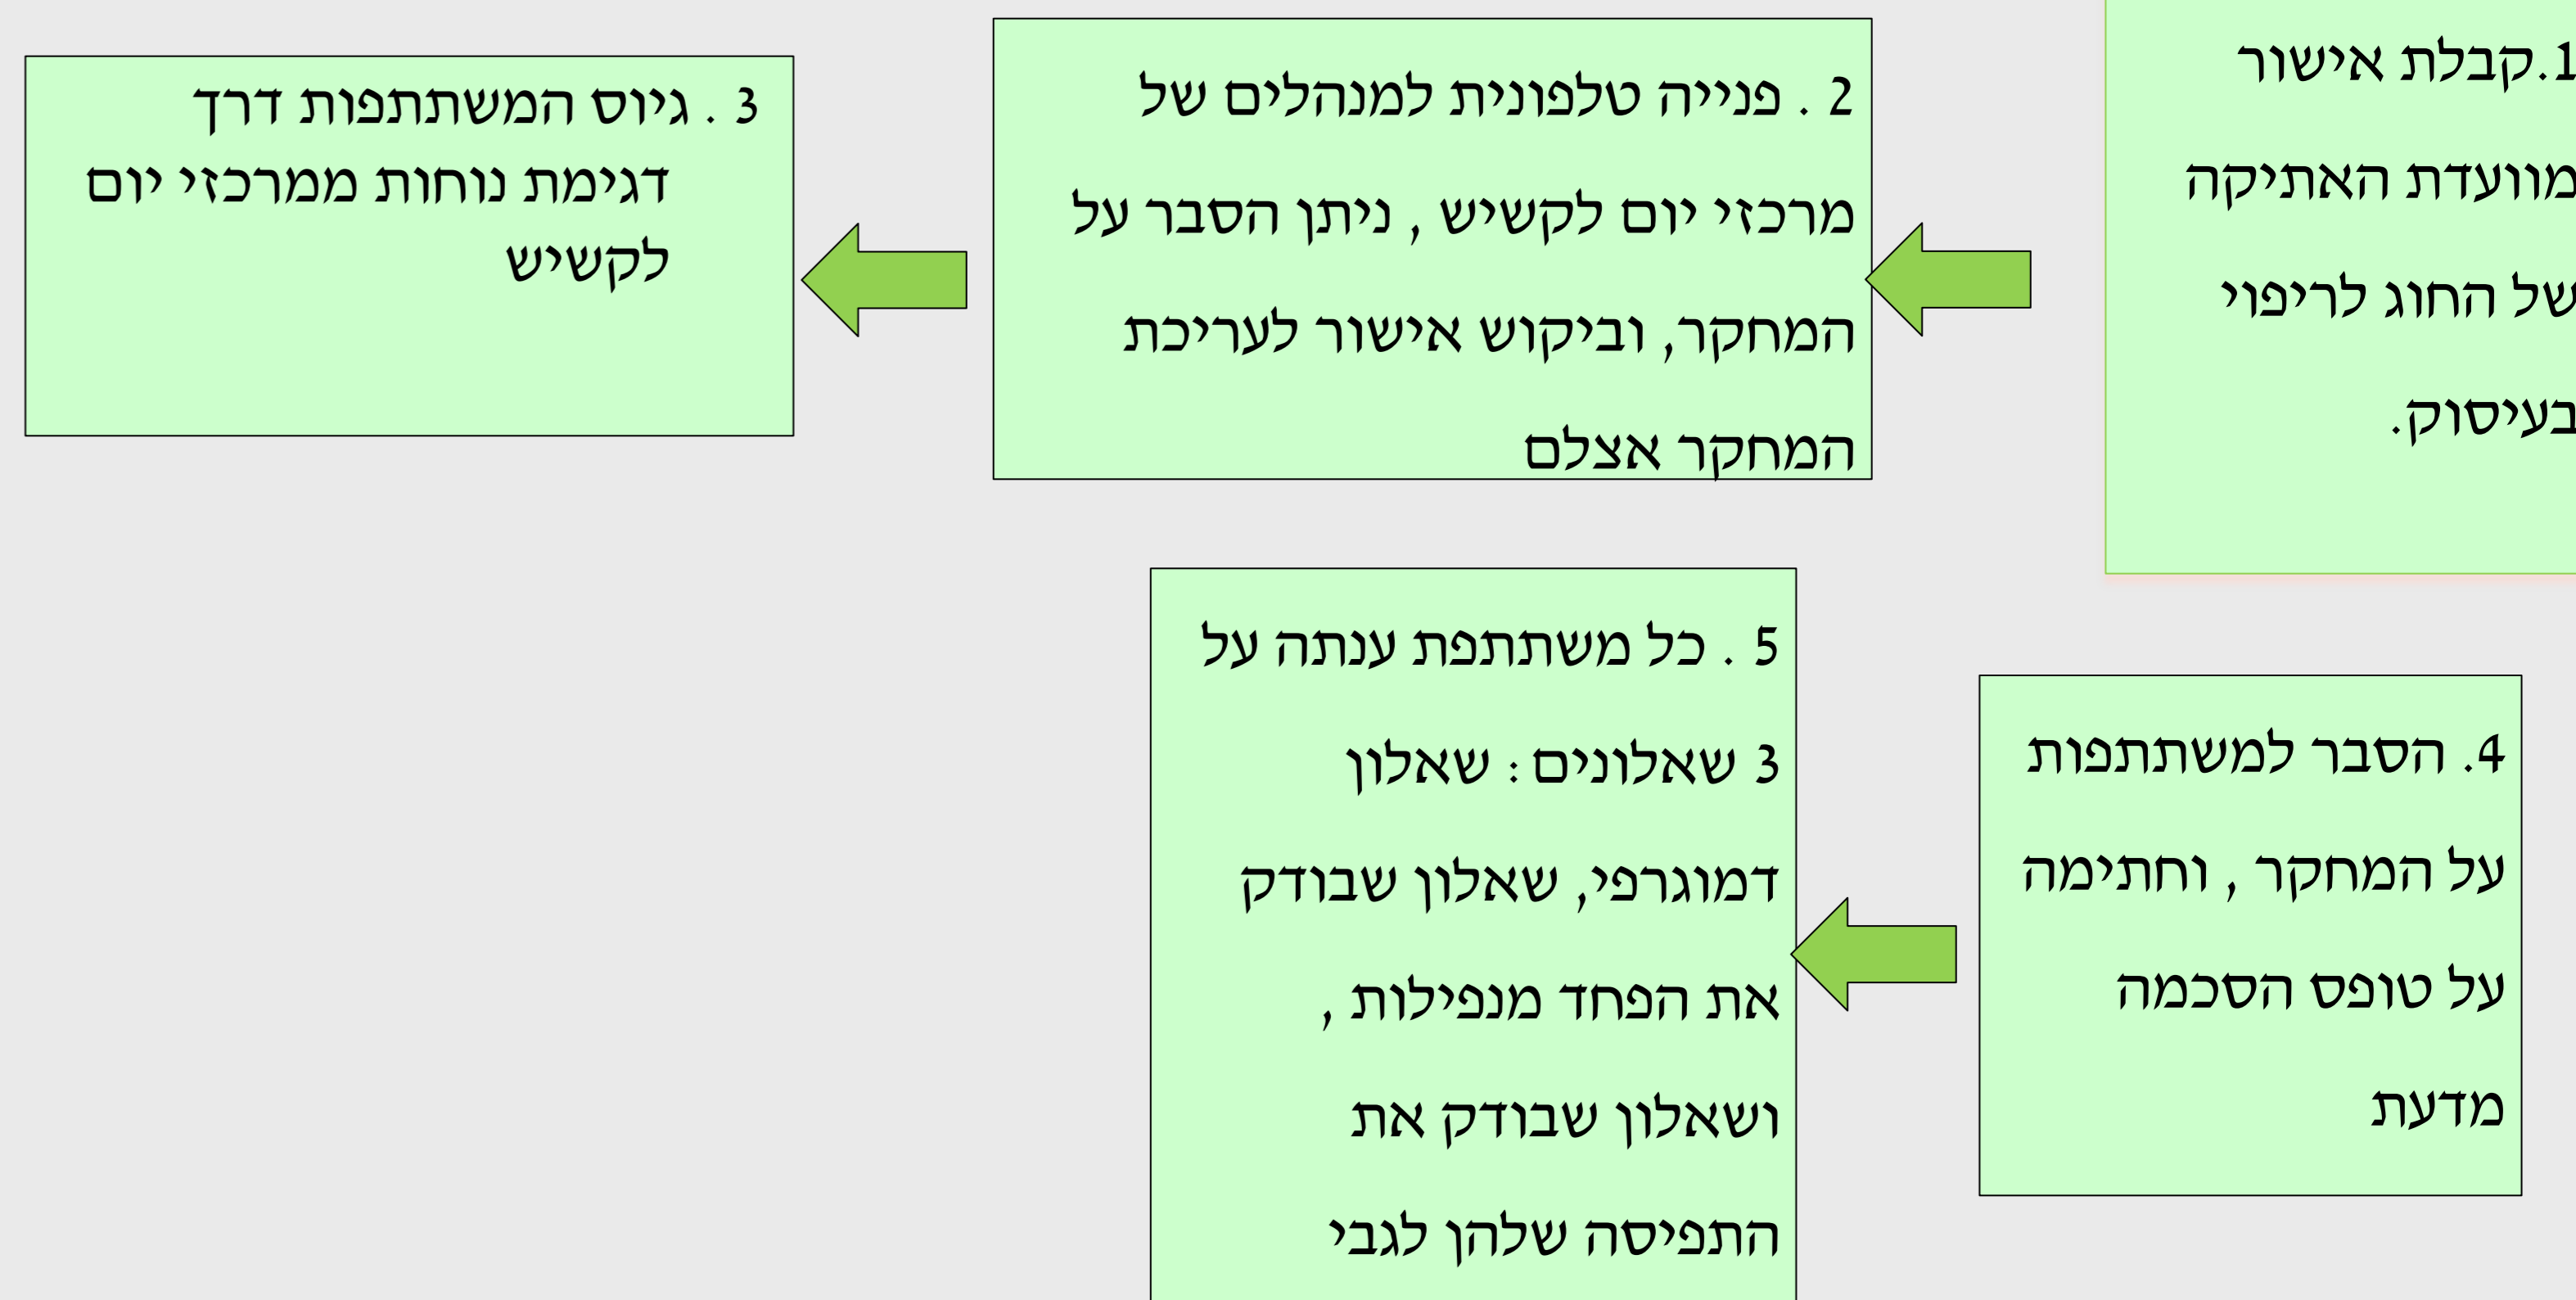 1.קבלת אישור
מוועדת האתיקה
של החוג לריפוי
בעיסוק.
2 . פנייה טלפונית למנהלים של
מרכזי יום לקשיש , ניתן הסבר על
המחקר, וביקוש אישור לעריכת
המחקר אצלם
3 . גיוס המשתתפות דרך
דגימת נוחות ממרכזי יום
לקשיש
4. הסבר למשתתפות
על המחקר , וחתימה
על טופס הסכמה
מדעת
5 . כל משתתפת ענתה על
3 שאלונים : שאלון
דמוגרפי, שאלון שבודק
את הפחד מנפילות ,
ושאלון שבודק את
התפיסה שלהן לגבי